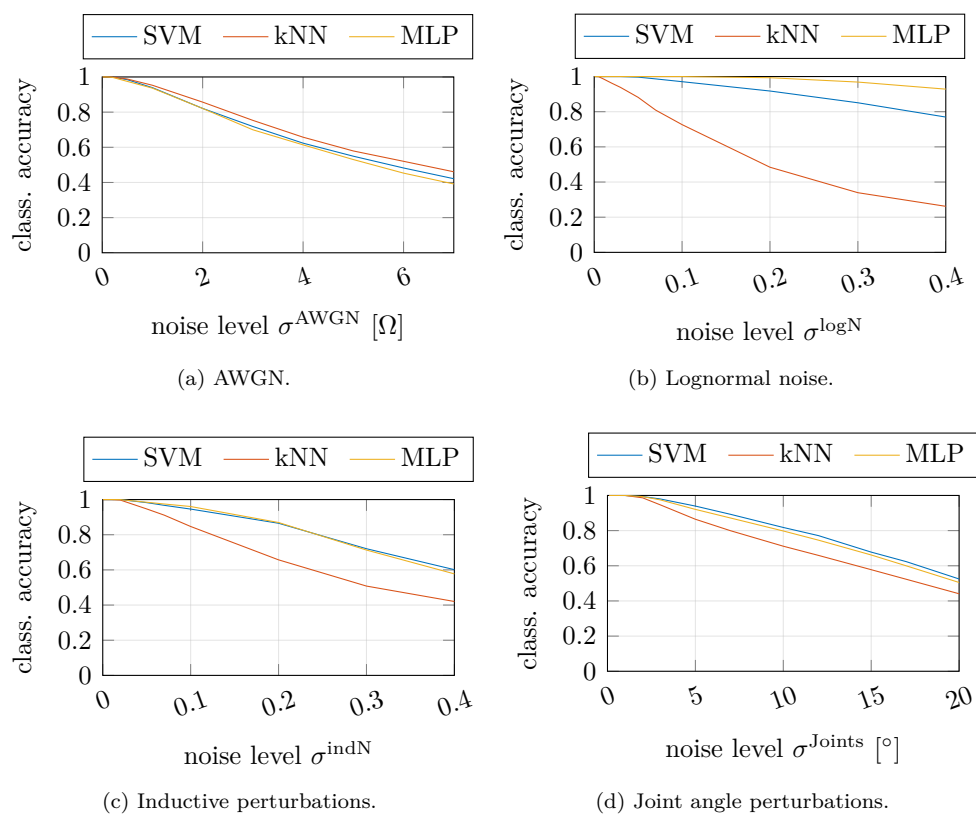 SVM kNN MLP
1
0.8
0.6
0.4
0.2
0
0 2 4 6
class. accuracy
noise level σ^AWGN [Ω]
(a) AWGN.
SVM kNN MLP
1
0.8
0.6
0.4
0.2
0
0 0.1 0.2 0.3 0.4
class. accuracy
noise level σ^logN
(b) Lognormal noise.
SVM kNN MLP
1
0.8
0.6
0.4
0.2
0
0 0.1 0.2 0.3 0.4
class. accuracy
noise level σ^indN
(c) Inductive perturbations.
SVM kNN MLP
1
0.8
0.6
0.4
0.2
0
0 5 10 15 20
class. accuracy
noise level σ^Joints [°]
(d) Joint angle perturbations.